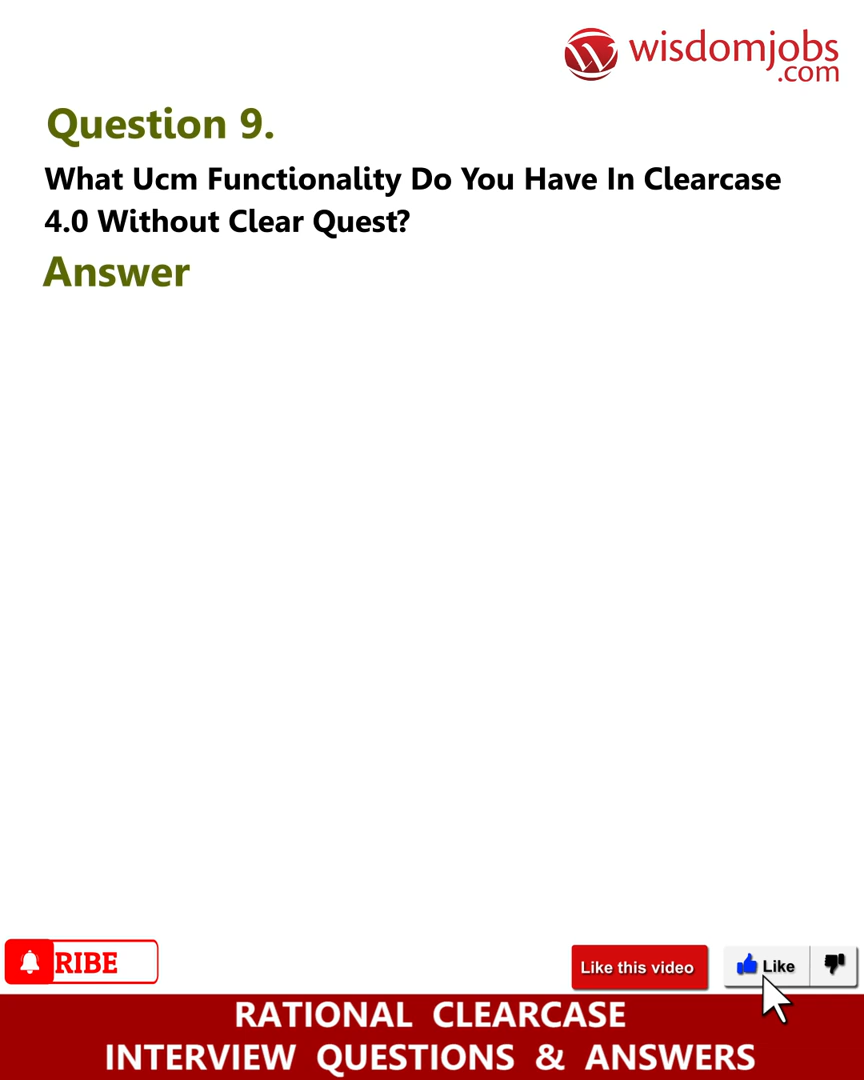 wisdomjobs
.com
Question 9.
What Ucm Functionality Do You Have In Clearcase
4.0 Without Clear Quest?
Answer
RIBE
Like this video
Like
RATIONAL CLEARCASE
INTERVIEW QUESTIONS & ANSWERS